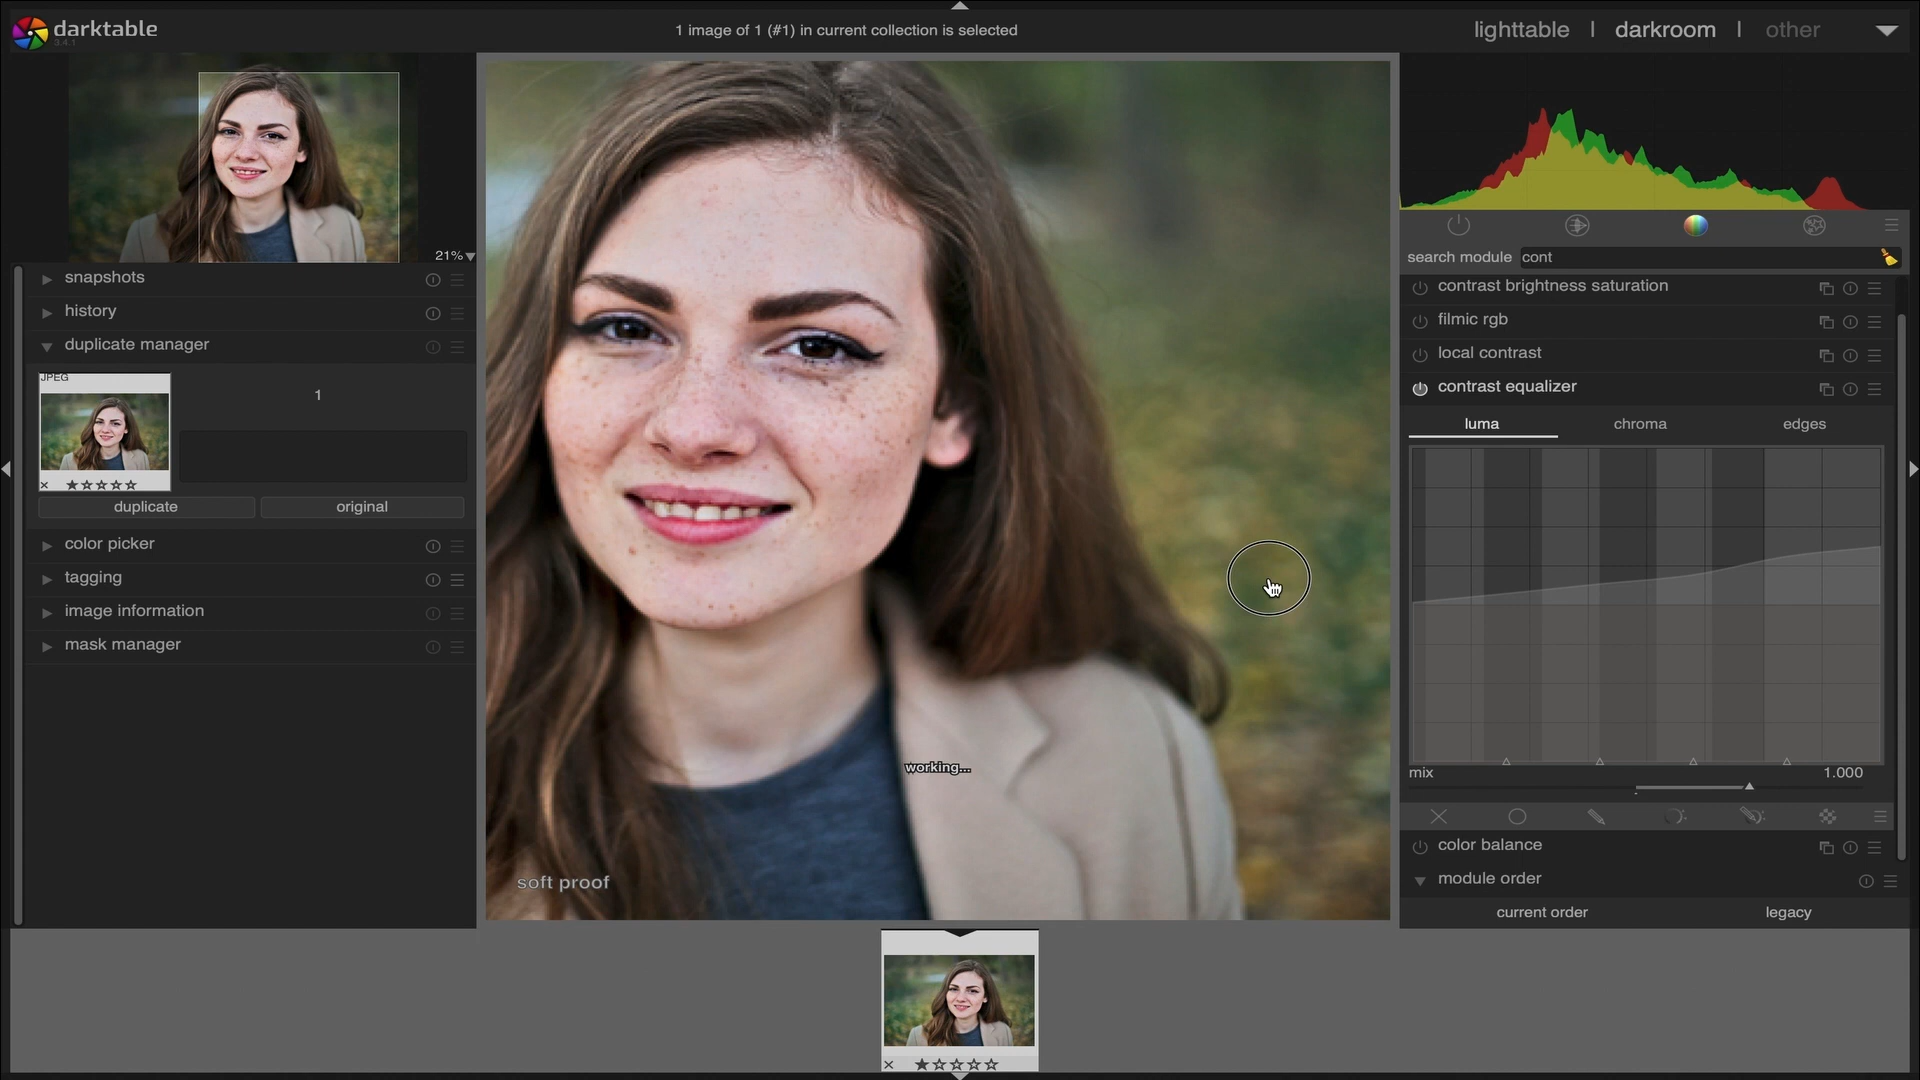 darktable
3.4.1
1 image of 1 (#1) in current collection is selected
lighttable | darkroom | other
21%
snapshots
history
duplicate manager
JPEG
1
duplicate
original
color picker
tagging
image information
mask manager
working...
soft proof
search module cont
contrast brightness saturation
filmic rgb
local contrast
contrast equalizer
luma
chroma
edges
mix
1.000
color balance
module order
current order
legacy